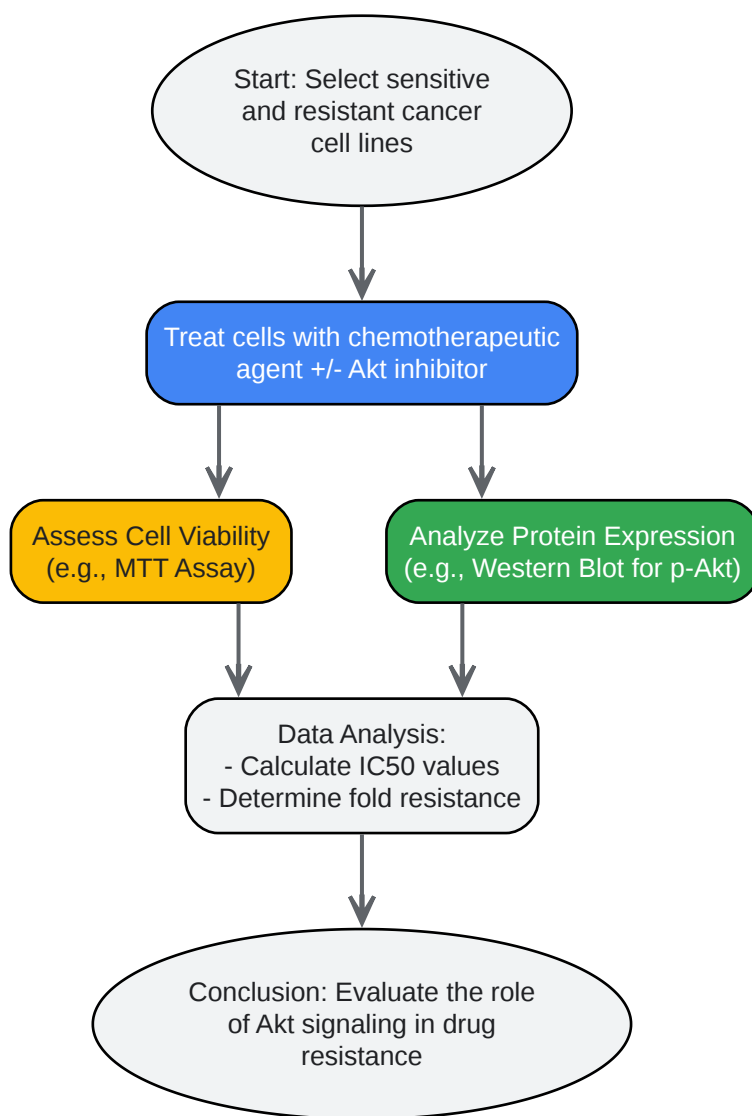 Start: Select sensitive
and resistant cancer
cell lines
Treat cells with chemotherapeutic
agent +/- Akt inhibitor
Assess Cell Viability
(e.g., MTT Assay)
Analyze Protein Expression
(e.g., Western Blot for p-Akt)
Data Analysis:
- Calculate IC50 values
- Determine fold resistance
Conclusion: Evaluate the role
of Akt signaling in drug
resistance